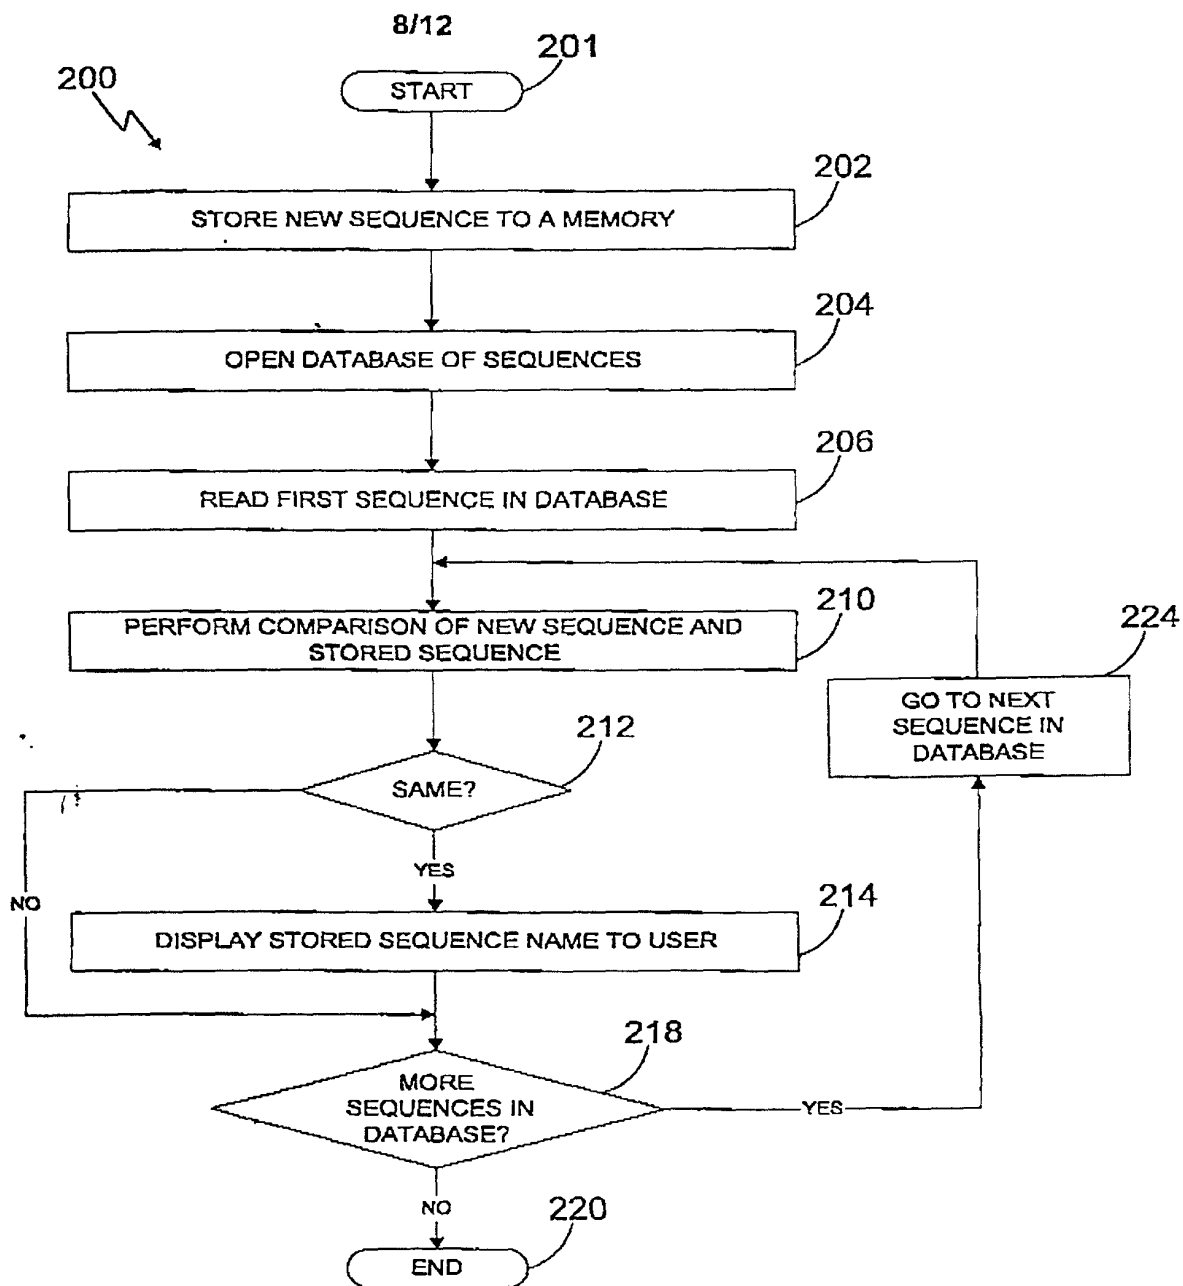 8/12
200
201
START
202
STORE NEW SEQUENCE TO A MEMORY
204
OPEN DATABASE OF SEQUENCES
206
READ FIRST SEQUENCE IN DATABASE
210
PERFORM COMPARISON OF NEW SEQUENCE AND
STORED SEQUENCE
224
GO TO NEXT
SEQUENCE IN
DATABASE
212
SAME?
YES
NO
214
DISPLAY STORED SEQUENCE NAME TO USER
218
MORE
SEQUENCES IN
DATABASE?
YES
NO
220
END